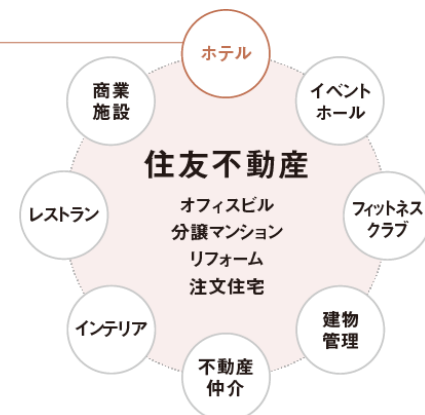 ホテル
イベント
ホール
フィットネス
クラブ
建物
管理
不動産
仲介
インテリア
レストラン
商業
施設
住友不動産
オフィスビル
分譲マンション
リフォーム
注文住宅